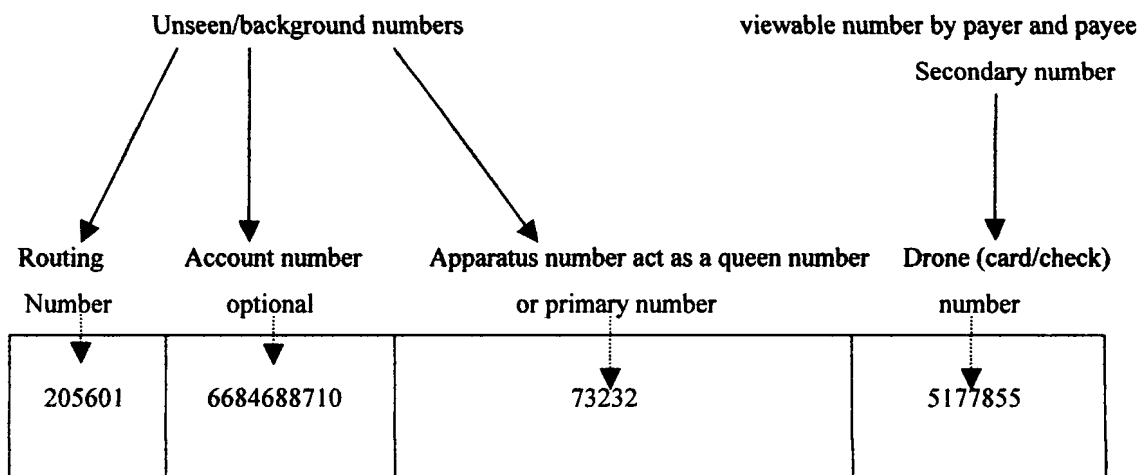 Unseen/background numbers viewable number by payer and payee
Secondary number
Routing Account number Apparatus number act as a queen number Drone (card/check)
Number optional or primary number number
205601 6684688710 73232 5177855